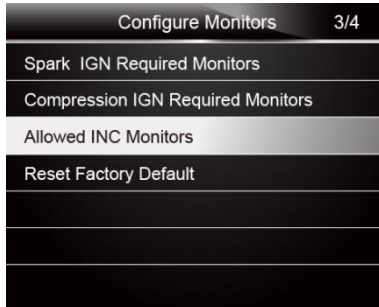 Configure Monitors 3/4
Spark IGN Required Monitors
Compression IGN Required Monitors
Allowed INC Monitors
Reset Factory Default